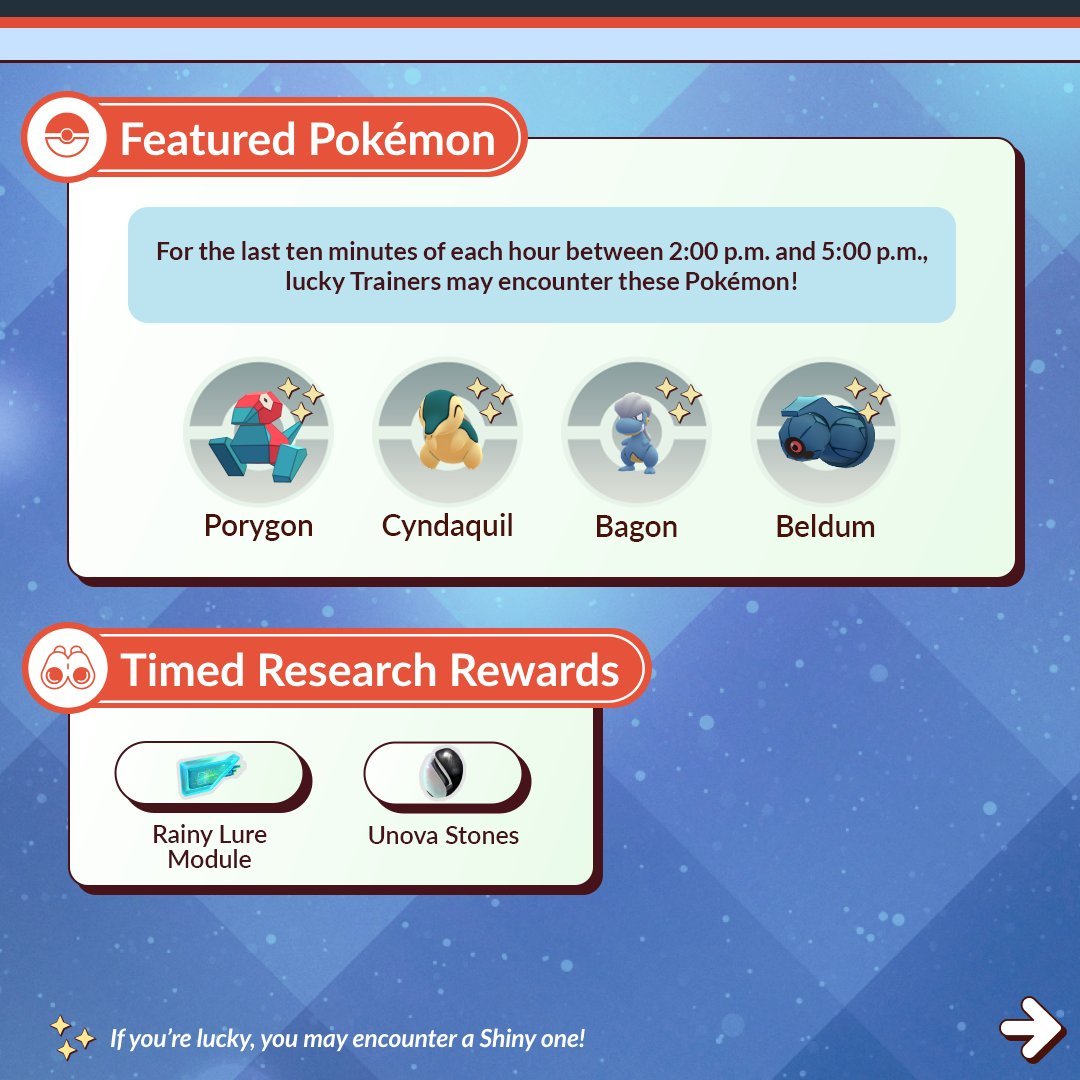 Featured Pokémon
For the last ten minutes of each hour between 2:00 p.m. and 5:00 p.m.,
lucky Trainers may encounter these Pokémon!
Porygon
Cyndaquil
Bagon
Beldum
Timed Research Rewards
Rainy Lure
Module
Unova Stones
If you're lucky, you may encounter a Shiny one!